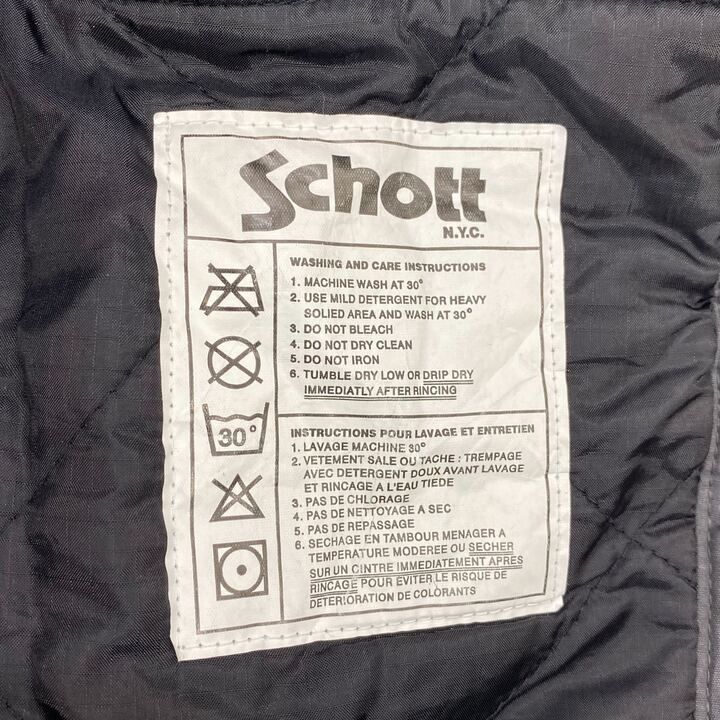 Schott
N.Y.C.
WASHING AND CARE INSTRUCTIONS
1. MACHINE WASH AT 30°
2. USE MILD DETERGENT FOR HEAVY
SOLIED AREA AND WASH AT 30°
3. DO NOT BLEACH
4. DO NOT DRY CLEAN
5. DO NOT IRON
6. TUMBLE DRY LOW OR DRIP DRY
IMMEDIATLY AFTER RINCING
30°
INSTRUCTIONS POUR LAVAGE ET ENTRETIEN
1. LAVAGE MACHINE 30°
2. VETEMENT SALE OU TACHE : TREMPAGE
AVEC DETERGENT DOUX AVANT LAVAGE
ET RINCAGE A L'EAU TIEDE
3. PAS DE CHLORAGE
4. PAS DE NETTOYAGE A SEC
5. PAS DE REPASSAGE
6. SECHAGE EN TAMBOUR MENAGER A
TEMPERATURE MODEREE OU SECHER
SUR UN CINTRE IMMEDIATEMENT APRES
RINCAGE POUR EVITER LE RISQUE DE
DETERIORATION DE COLORANTS